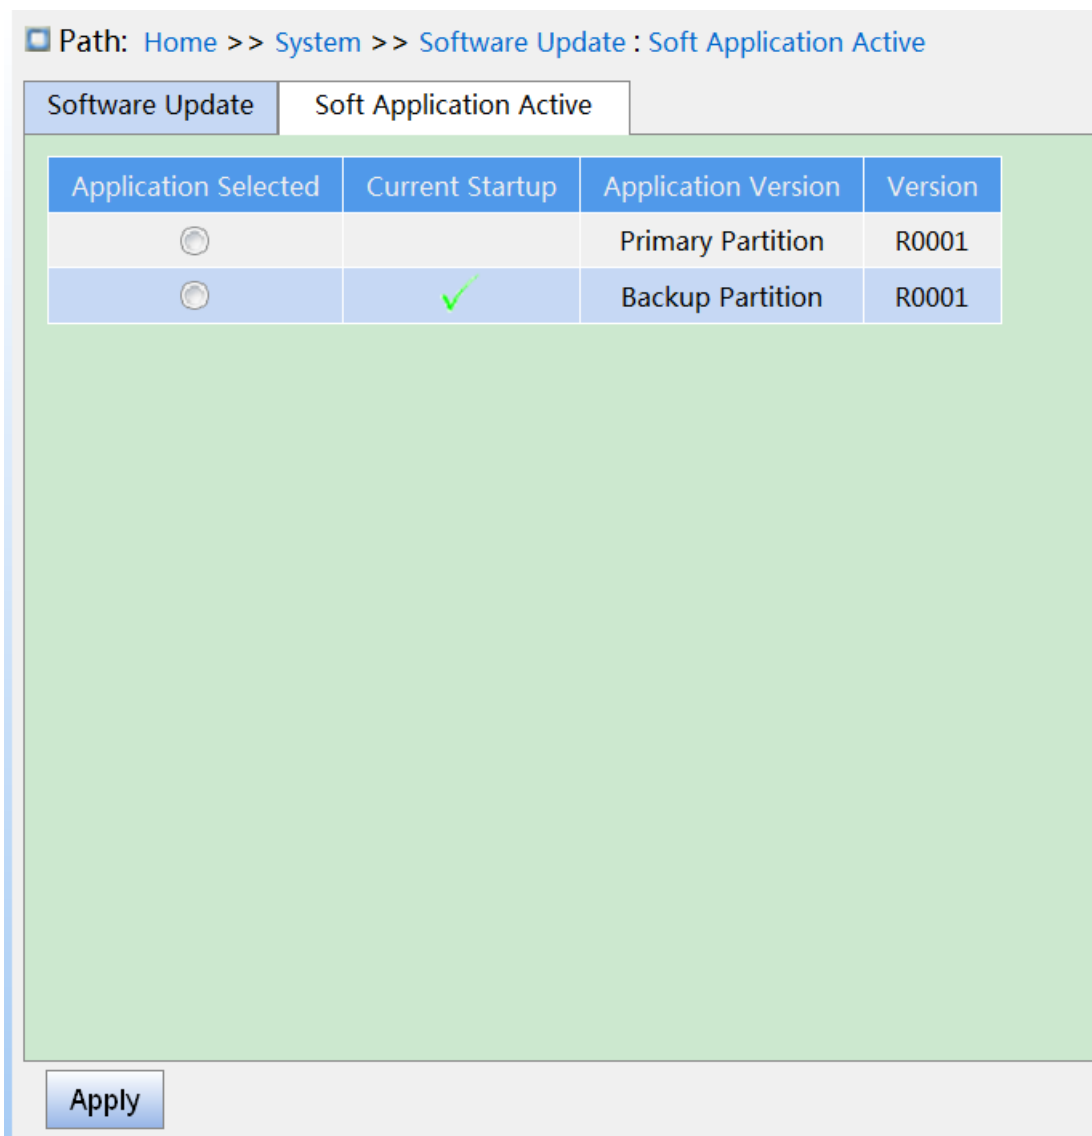 Path: Home >> System >> Software Update : Soft Application Active
Software Update Soft Application Active
Application Selected Current Startup Application Version Version
Primary Partition R0001
Backup Partition R0001
Apply